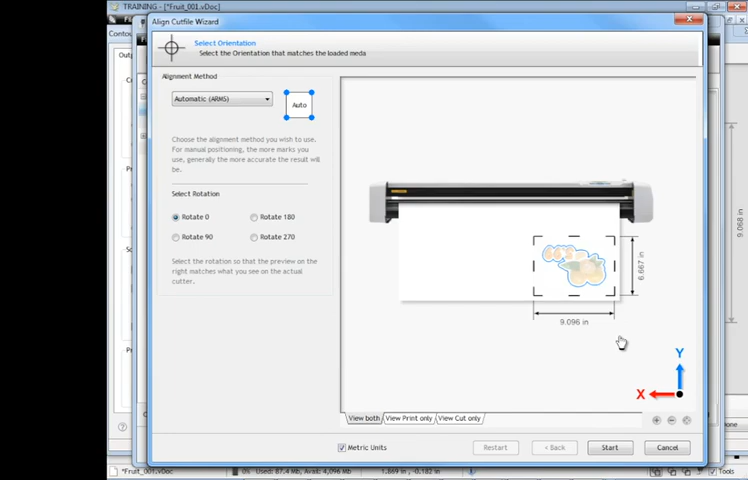 TRAINING - [*Fruit_001.vDoc]
Align Cutfile Wizard
Select Orientation
Select the Orientation that matches the loaded meda
Alignment Method
Automatic (ARMS)
Auto
Choose the alignment method you wish to use.
For manual positioning, the more marks you
use, generally the more accurate the result will
be.
Select Rotation
Rotate 0
Rotate 180
Rotate 90
Rotate 270
Select the rotation so that the preview on the
right matches what you see on the actual
cutter.
6.667 in
9.096 in
9.068 in
Y
X
View both
View Print only
View Cut only
Metric Units
Restart
< Back
Start
Cancel
*Fruit_001.vDoc
0% Used: 87.4 Mb, Avail: 4,096 Mb
1.869 in , -0.182 in
Tools